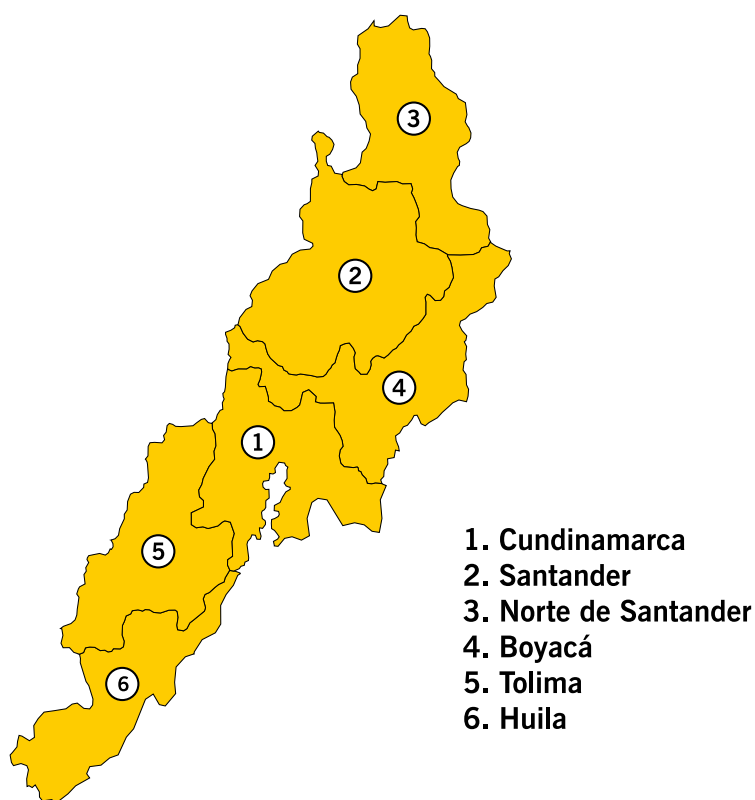 3
2
4
1
5
6
1. Cundinamarca
2. Santander
3. Norte de Santander
4. Boyacá
5. Tolima
6. Huila